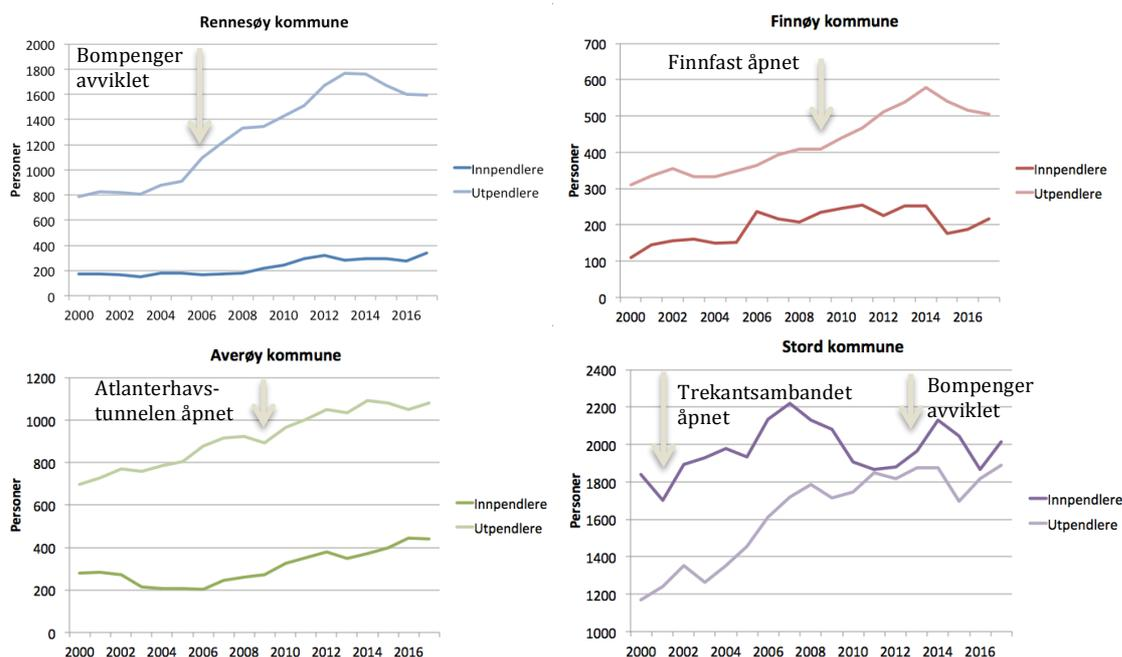 Rennesøy kommune
2000
1800
1600
1400
1200
1000
800
600
400
200
0
Personer
Bompenger
avviklet
2000 2002 2004 2006 2008 2010 2012 2014 2016
Innpendlere
Utpendlere
Finnøy kommune
700
600
500
400
300
200
100
0
Personer
Finnfast åpnet
2000 2002 2004 2006 2008 2010 2012 2014 2016
Innpendlere
Utpendlere
Averøy kommune
1200
1000
800
600
400
200
0
Personer
Atlanterhavs-
tunnelen åpnet
2000 2002 2004 2006 2008 2010 2012 2014 2016
Innpendlere
Utpendlere
Stord kommune
2400
2200
2000
1800
1600
1400
1200
1000
Personer
Trekantsambandet
åpnet
Bompenger
avviklet
2000 2002 2004 2006 2008 2010 2012 2014 2016
Innpendlere
Utpendlere